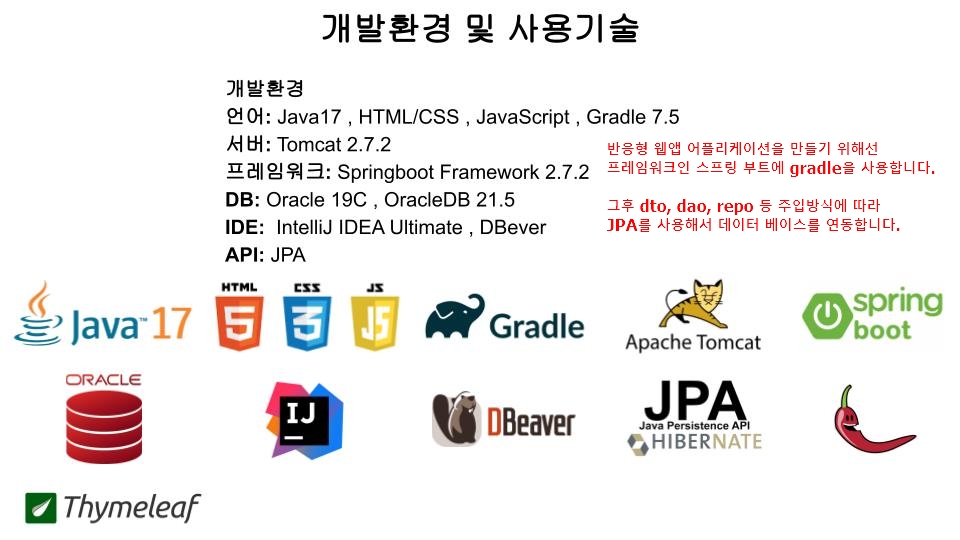 개발환경 및 사용기술
개발환경
언어: Java17 , HTML/CSS , JavaScript , Gradle 7.5
서버: Tomcat 2.7.2
프레임워크: Springboot Framework 2.7.2
DB: Oracle 19C , OracleDB 21.5
IDE:  IntelliJ IDEA Ultimate , DBever
API: JPA
반응형 웹앱 어플리케이션을 만들기 위해선
프레임워크인 스프링 부트에 gradle을 사용합니다.
그후 dto, dao, repo 등 주입방식에 따라
JPA를 사용해서 데이터 베이스를 연동합니다.
Java™ 17
HTML
5
CSS
3
JS
JS
Gradle
Apache Tomcat
spring
boot
ORACLE
IJ
DBeaver
JPA
Java Persistence API
HIBERNATE
Thymeleaf